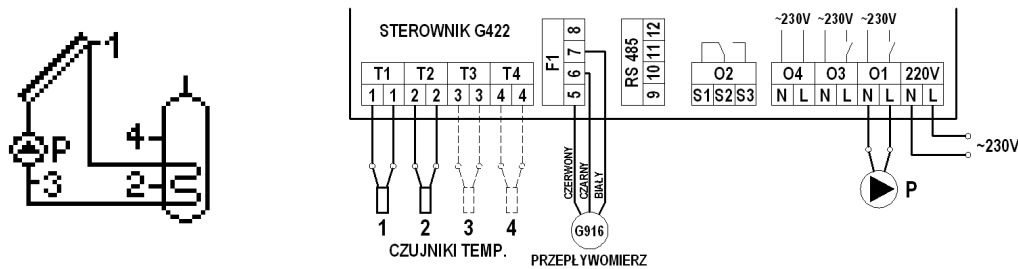 1
4
P
3
2
STEROWNIK G422
T1 T2 T3 T4
1 1 2 2 3 3 4 4
1 2 3 4
CZUJNIKI TEMP.
F1
8
7
6
5
CZERWONY
CZARNY
BIAŁY
G916
PRZEPŁYWOMIERZ
RS 485
12
11
10
9
O2
S1 S2 S3
~230V ~230V ~230V
O4 O3 O1 220V
N L N L N L N L
~230V
P